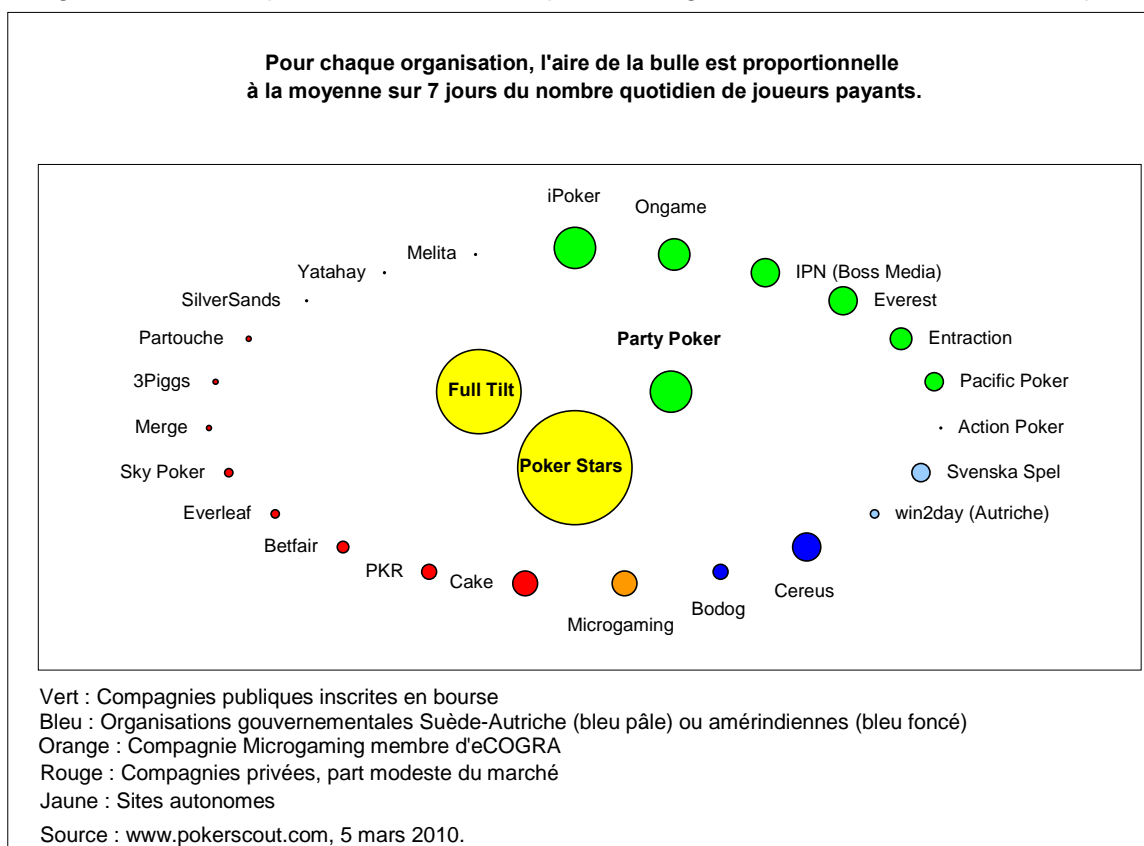 Pour chaque organisation, l'aire de la bulle est proportionnelle
à la moyenne sur 7 jours du nombre quotidien de joueurs payants.
iPoker
Ongame
Melita
Yatahay
IPN (Boss Media)
SilverSands
Everest
Partouche
Party Poker
Entraction
3Piggs
Full Tilt
Pacific Poker
Merge
Action Poker
Sky Poker
Poker Stars
Svenska Spel
Everleaf
win2day (Autriche)
Betfair
PKR
Cake
Cereus
Bodog
Microgaming
Vert : Compagnies publiques inscrites en bourse
Bleu : Organisations gouvernementales Suède-Autriche (bleu pâle) ou amérindiennes (bleu foncé)
Orange : Compagnie Microgaming membre d'eCOGRA
Rouge : Compagnies privées, part modeste du marché
Jaune : Sites autonomes
Source : www.pokerscout.com, 5 mars 2010.